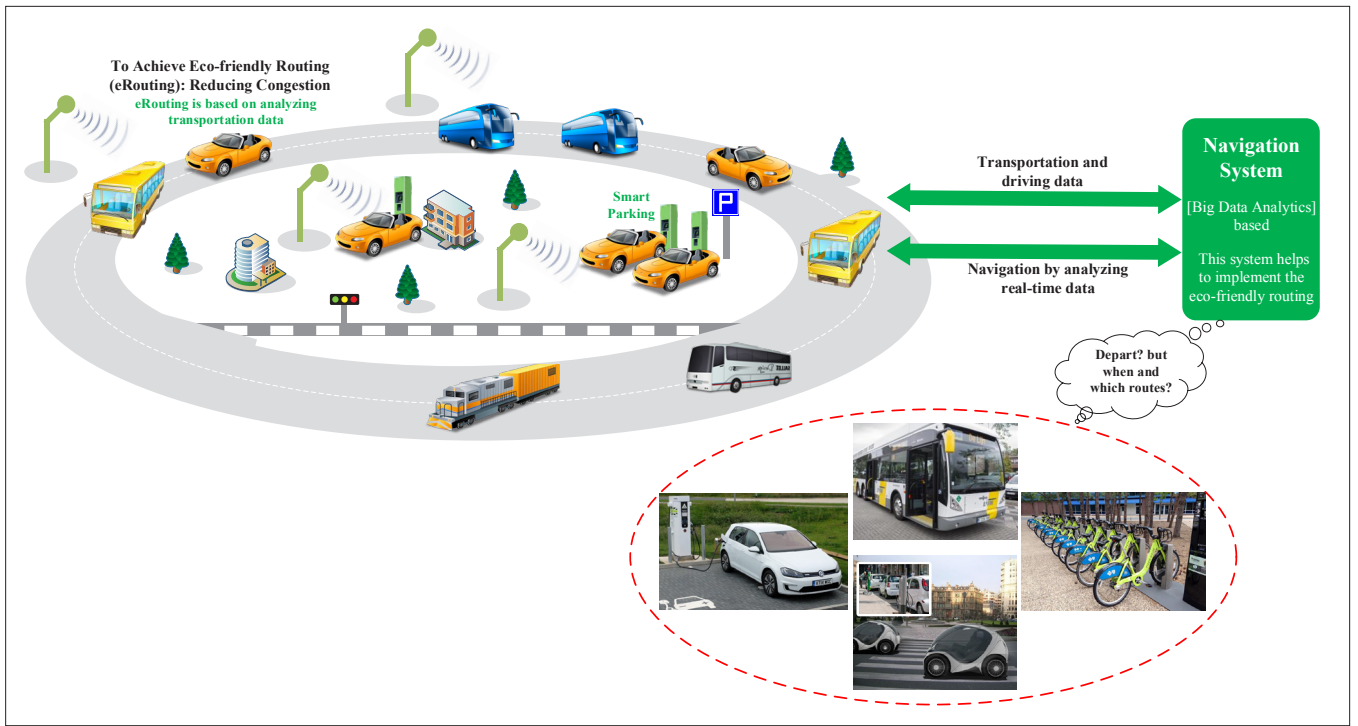 To Achieve Eco-friendly Routing
(eRouting): Reducing Congestion
eRouting is based on analyzing
transportation data
Smart
Parking
P
Transportation and
driving data
Navigation by analyzing
real-time data
Navigation
System
[Big Data Analytics]
based
This system helps
to implement the
eco-friendly routing
Depart? but
when and
which routes?